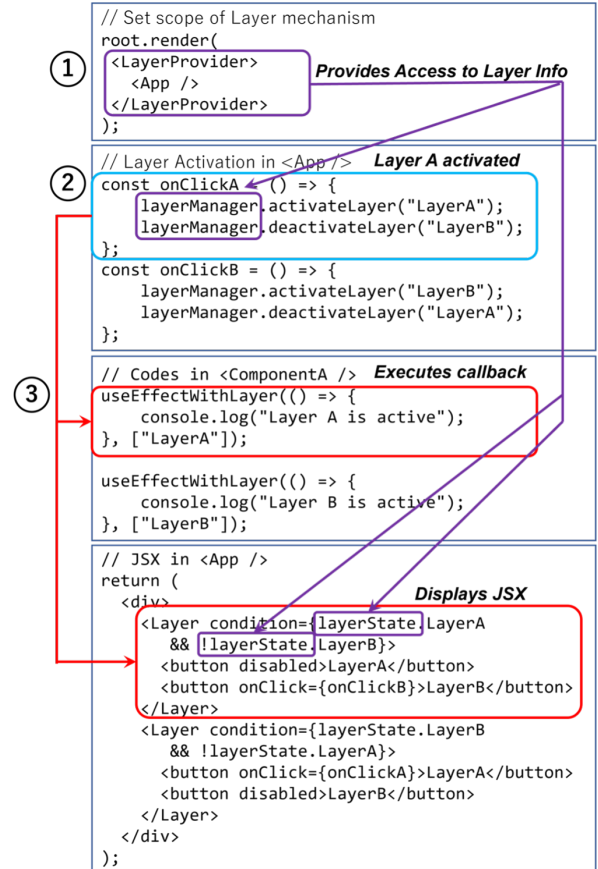 // Set scope of Layer mechanism
root.render(
① <LayerProvider> Provides Access to Layer Info
<App />
</LayerProvider>
);
// Layer Activation in <App /> Layer A activated
② const onClickA = () => {
layerManager.activateLayer("LayerA");
layerManager.deactivateLayer("LayerB");
};
const onClickB = () => {
layerManager.activateLayer("LayerB");
layerManager.deactivateLayer("LayerA");
};
// Codes in <ComponentA /> Executes callback
③ useEffectWithLayer(() => {
console.log("Layer A is active");
}, ["LayerA"]);
useEffectWithLayer(() => {
console.log("Layer B is active");
}, ["LayerB"]);
// JSX in <App />
return (
<div> Displays JSX
<Layer condition={layerState.LayerA
&& !layerState.LayerB}>
<button disabled>LayerA</button>
<button onClick={onClickB}>LayerB</button>
</Layer>
<Layer condition={layerState.LayerB
&& !layerState.LayerA}>
<button onClick={onClickA}>LayerA</button>
<button disabled>LayerB</button>
</Layer>
</div>
);